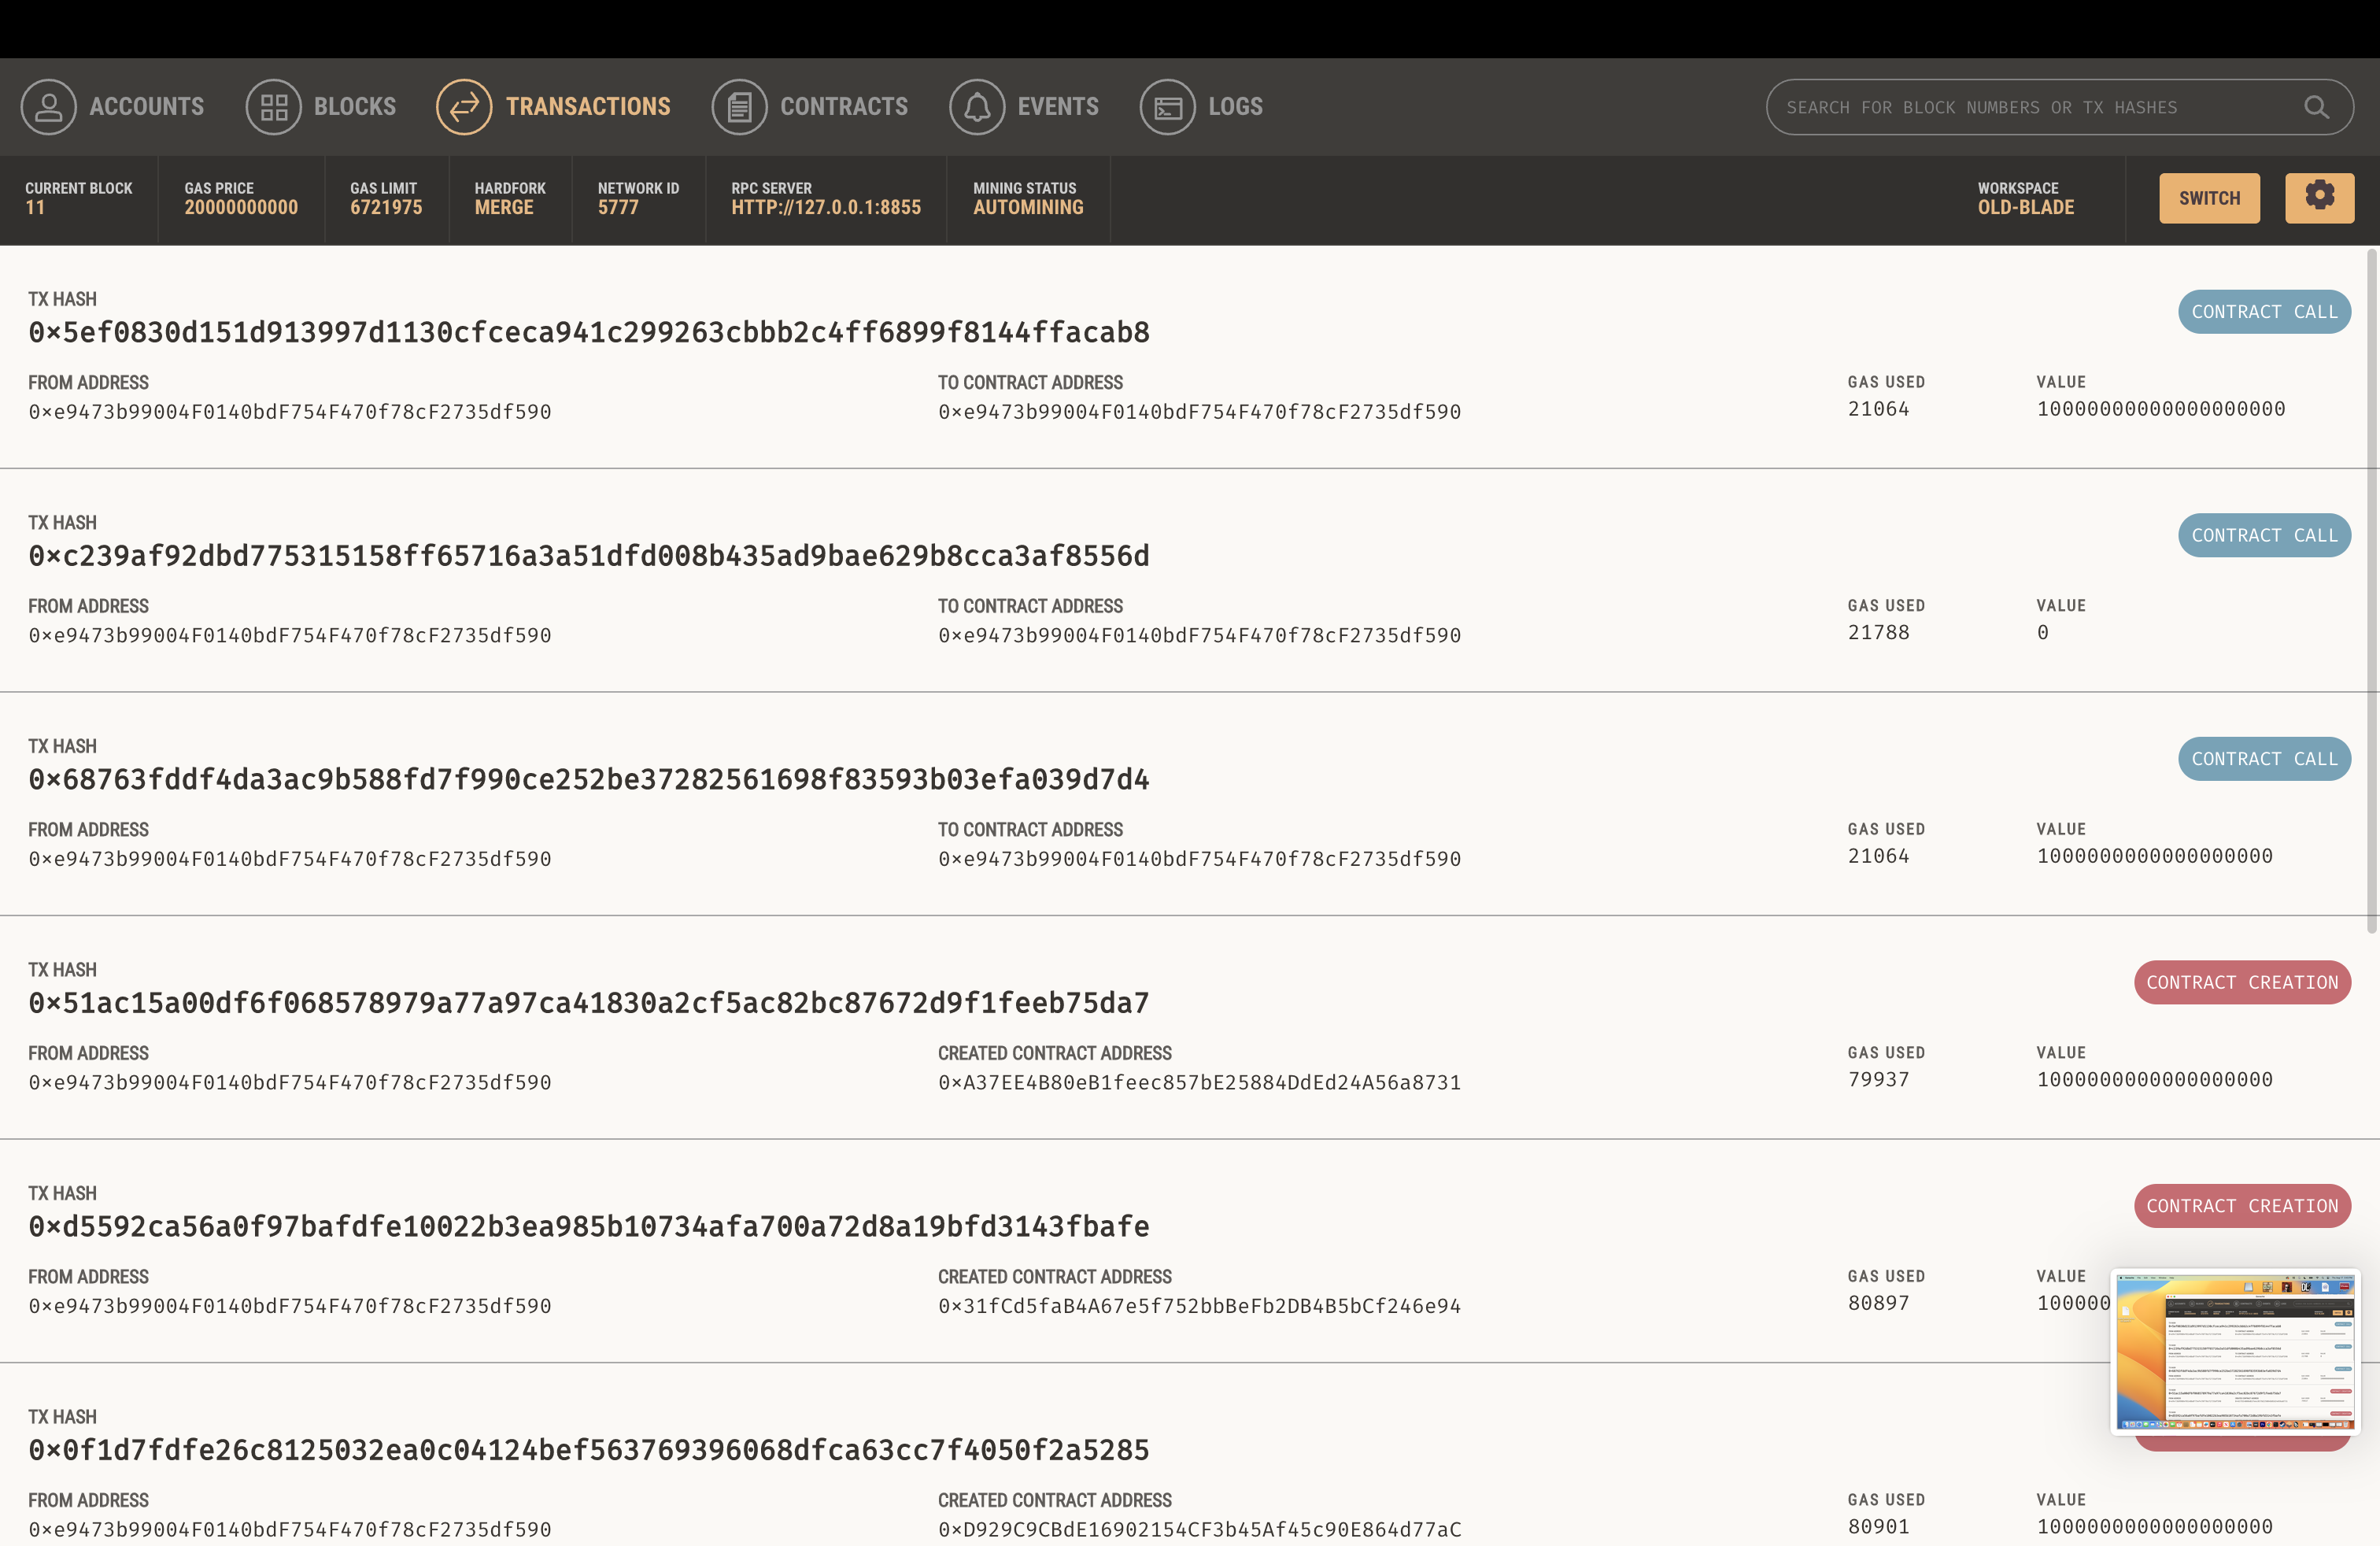 ACCOUNTS BLOCKS TRANSACTIONS CONTRACTS EVENTS LOGS SEARCH FOR BLOCK NUMBERS OR TX HASHES
CURRENT BLOCK GAS PRICE GAS LIMIT HARDFORK NETWORK ID RPC SERVER MINING STATUS WORKSPACE
11 20000000000 6721975 MERGE 5777 HTTP://127.0.0.1:8855 AUTOMINING OLD-BLADE SWITCH
TX HASH
0×5ef0830d151d913997d1130cfceca941c299263cbbb2c4ff6899f8144ffacab8 CONTRACT CALL
FROM ADDRESS TO CONTRACT ADDRESS GAS USED VALUE
0×e9473b99004F0140bdF754F470f78cF2735df590 0×e9473b99004F0140bdF754F470f78cF2735df590 21064 10000000000000000000
TX HASH
0×c239af92dbd775315158ff65716a3a51dfd008b435ad9bae629b8cca3af8556d CONTRACT CALL
FROM ADDRESS TO CONTRACT ADDRESS GAS USED VALUE
0×e9473b99004F0140bdF754F470f78cF2735df590 0×e9473b99004F0140bdF754F470f78cF2735df590 21788 0
TX HASH
0×68763fddf4da3ac9b588fd7f990ce252be37282561698f83593b03efa039d7d4 CONTRACT CALL
FROM ADDRESS TO CONTRACT ADDRESS GAS USED VALUE
0×e9473b99004F0140bdF754F470f78cF2735df590 0×e9473b99004F0140bdF754F470f78cF2735df590 21064 1000000000000000000
TX HASH
0×51ac15a00df6f068578979a77a97ca41830a2cf5ac82bc87672d9f1feeb75da7 CONTRACT CREATION
FROM ADDRESS CREATED CONTRACT ADDRESS GAS USED VALUE
0×e9473b99004F0140bdF754F470f78cF2735df590 0×A37EE4B80eB1feec857bE25884DdEd24A56a8731 79937 1000000000000000000
TX HASH
0×d5592ca56a0f97bafdfe10022b3ea985b10734afa700a72d8a19bfd3143fbafe CONTRACT CREATION
FROM ADDRESS CREATED CONTRACT ADDRESS GAS USED VALUE
0×e9473b99004F0140bdF754F470f78cF2735df590 0×31fCd5faB4A67e5f752bbBeFb2DB4B5bCf246e94 80897 100000
TX HASH
0×0f1d7fdfe26c8125032ea0c04124bef563769396068dfca63cc7f4050f2a5285
FROM ADDRESS CREATED CONTRACT ADDRESS GAS USED VALUE
0×e9473b99004F0140bdF754F470f78cF2735df590 0×D929C9CBdE16902154CF3b45Af45c90E864d77aC 80901 1000000000000000000